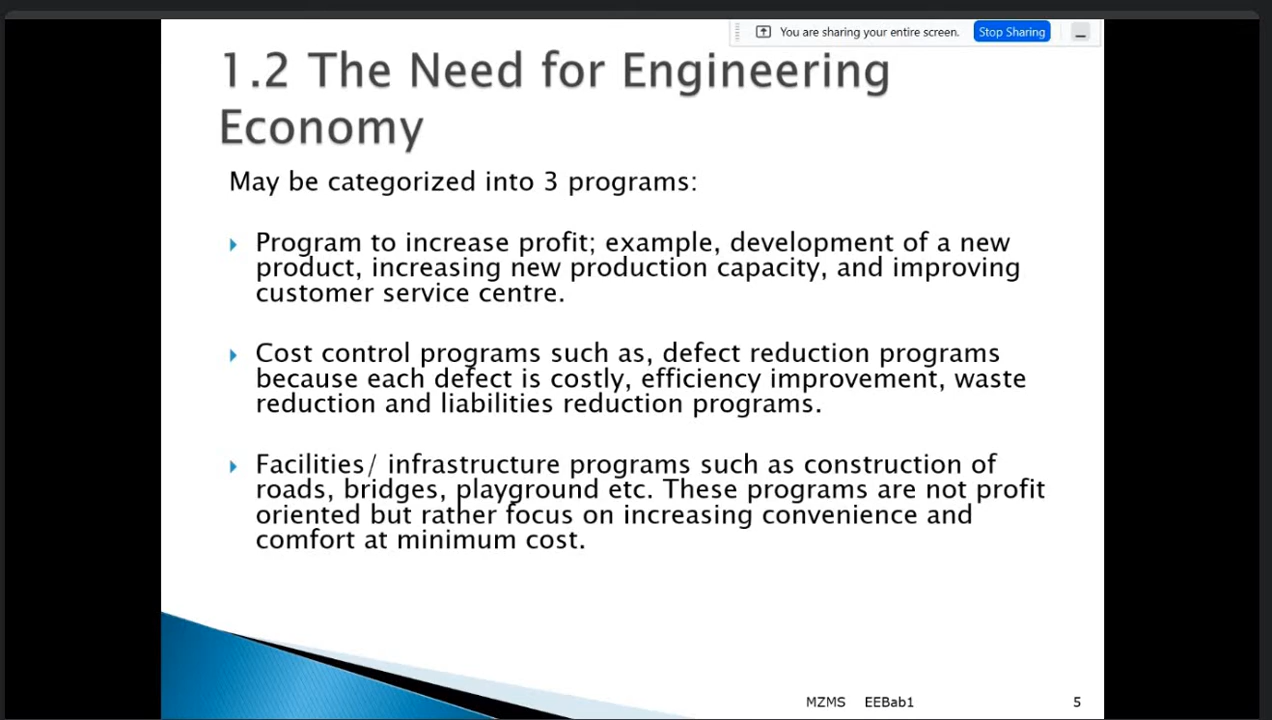 You are sharing your entire screen. Stop Sharing
1.2 The Need for Engineering
Economy
May be categorized into 3 programs:
Program to increase profit; example, development of a new
product, increasing new production capacity, and improving
customer service centre.
Cost control programs such as, defect reduction programs
because each defect is costly, efficiency improvement, waste
reduction and liabilities reduction programs.
Facilities/ infrastructure programs such as construction of
roads, bridges, playground etc. These programs are not profit
oriented but rather focus on increasing convenience and
comfort at minimum cost.
MZMS EEBab1 5